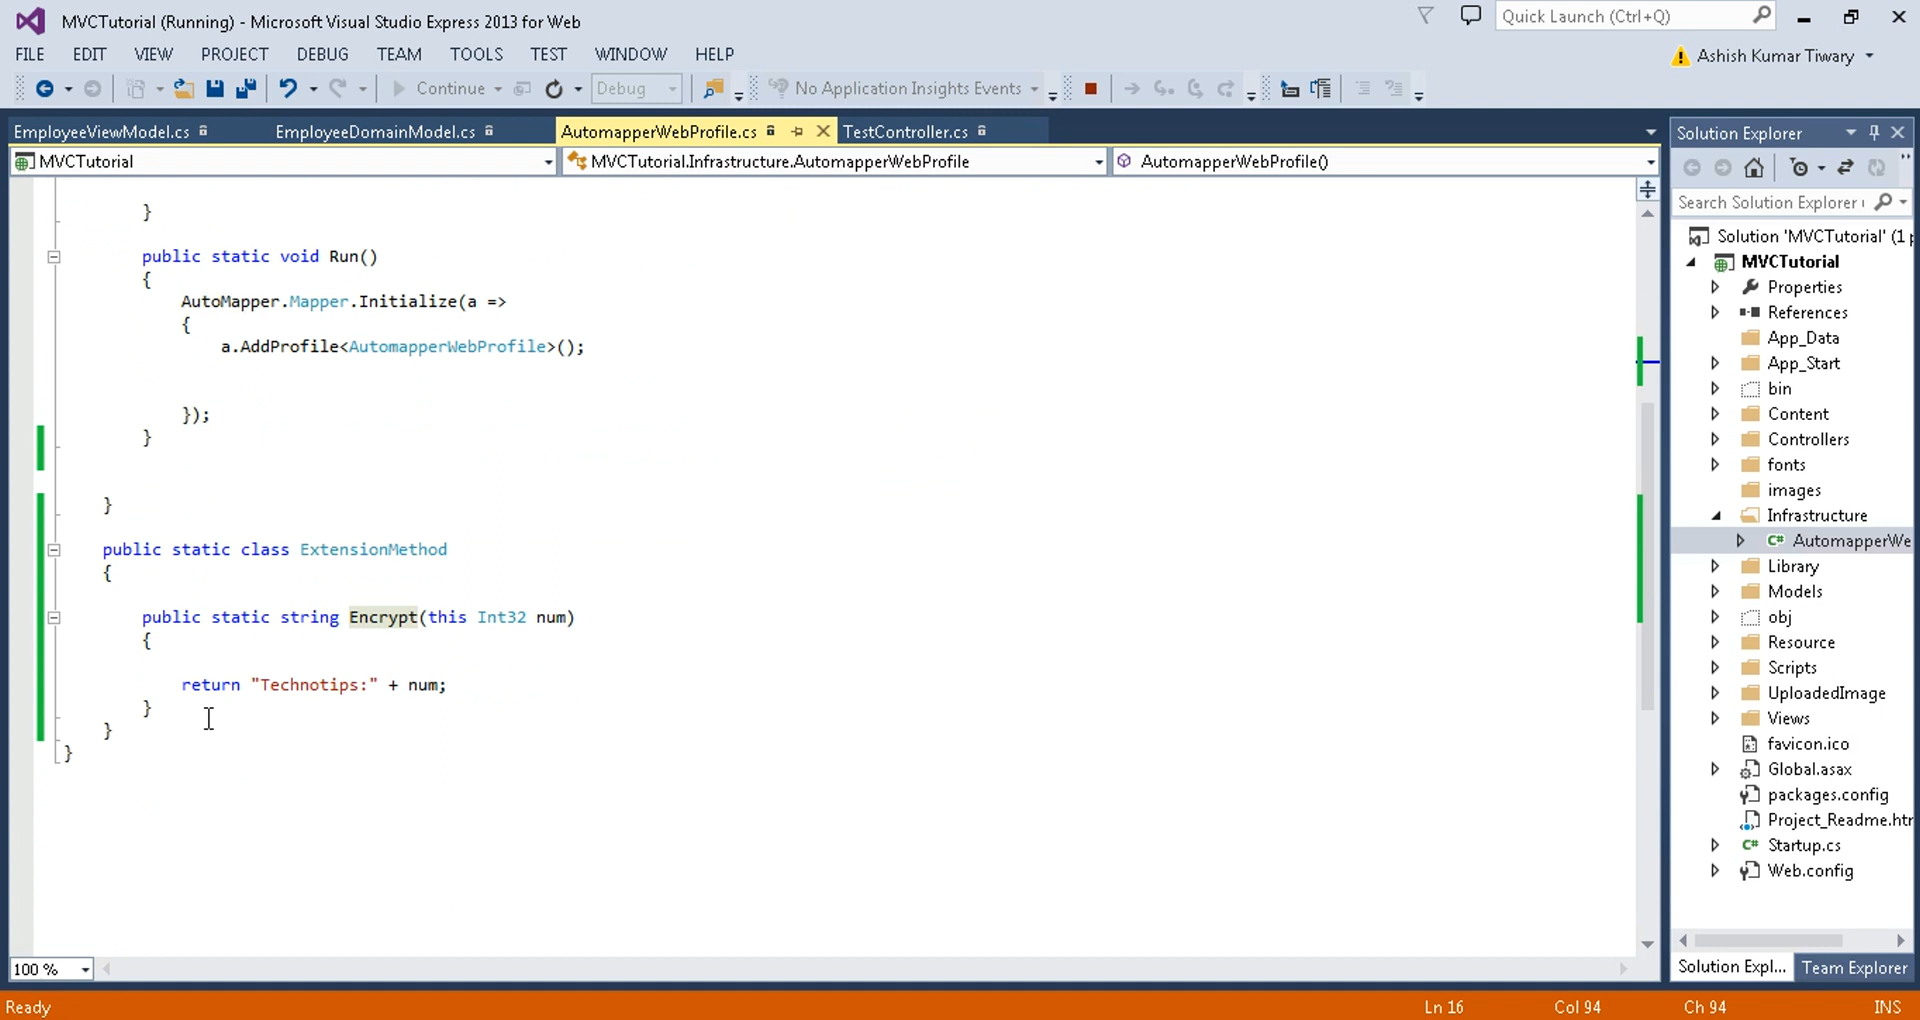 MVCTutorial (Running) - Microsoft Visual Studio Express 2013 for Web
Quick Launch (Ctrl+Q)
FILE EDIT VIEW PROJECT DEBUG TEAM TOOLS TEST WINDOW HELP
Ashish Kumar Tiwary
Continue Debug No Application Insights Events
EmployeeViewModel.cs EmployeeDomainModel.cs AutomapperWebProfile.cs TestController.cs
MVCTutorial MVCTutorial.Infrastructure.AutomapperWebProfile AutomapperWebProfile()
}
public static void Run()
{
AutoMapper.Mapper.Initialize(a =>
{
a.AddProfile<AutomapperWebProfile>();
});
}
}
public static class ExtensionMethod
{
public static string Encrypt(this Int32 num)
{
return "Technotips:" + num;
}
}
}
100 %
Solution Explorer
Search Solution Explorer (
Solution 'MVCTutorial' (1 p
MVCTutorial
Properties
References
App_Data
App_Start
bin
Content
Controllers
fonts
images
Infrastructure
C# AutomapperWe
Library
Models
obj
Resource
Scripts
UploadedImage
Views
favicon.ico
Global.asax
packages.config
Project_Readme.htr
C# Startup.cs
Web.config
Solution Expl... Team Explorer
Ready Ln 16 Col 94 Ch 94 INS